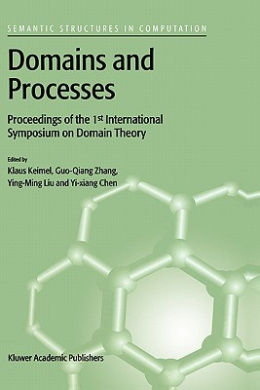 SEMANTIC STRUCTURES IN COMPUTATION
Domains and
Processes
Proceedings of the 1st International
Symposium on Domain Theory
Edited by
Klaus Keimel, Guo-Qiang Zhang,
Ying-Ming Liu and Yi-xiang Chen
Kluwer Academic Publishers